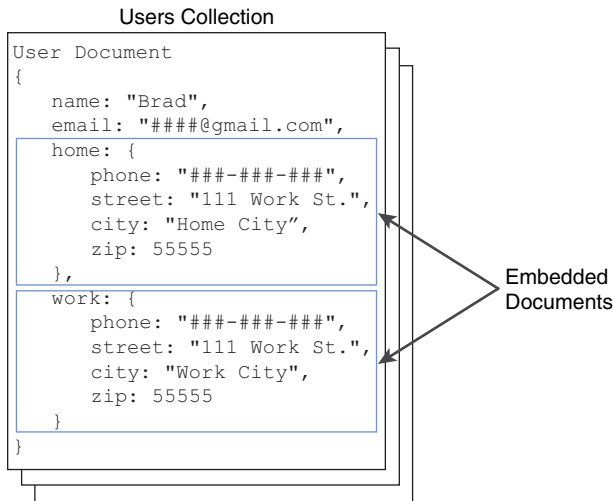 Users Collection
User Document
{
name: "Brad",
email: "####@gmail.com",
home: {
phone: "###-###-###",
street: "111 Work St.",
city: "Home City”,
zip: 55555
},
work: {
phone: "###-###-###",
street: "111 Work St.",
city: "Work City",
zip: 55555
}
}
Embedded
Documents